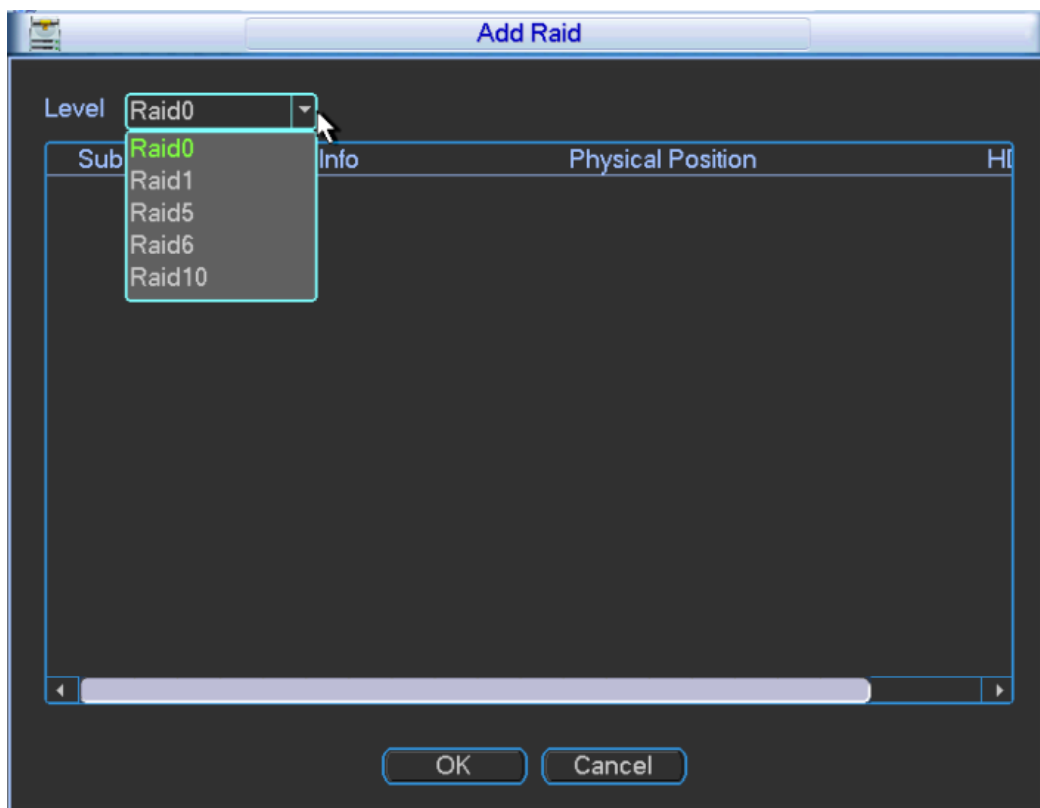 Add Raid
Level Raid0
Sub Info Physical Position
Raid0
Raid1
Raid5
Raid6
Raid10
OK Cancel